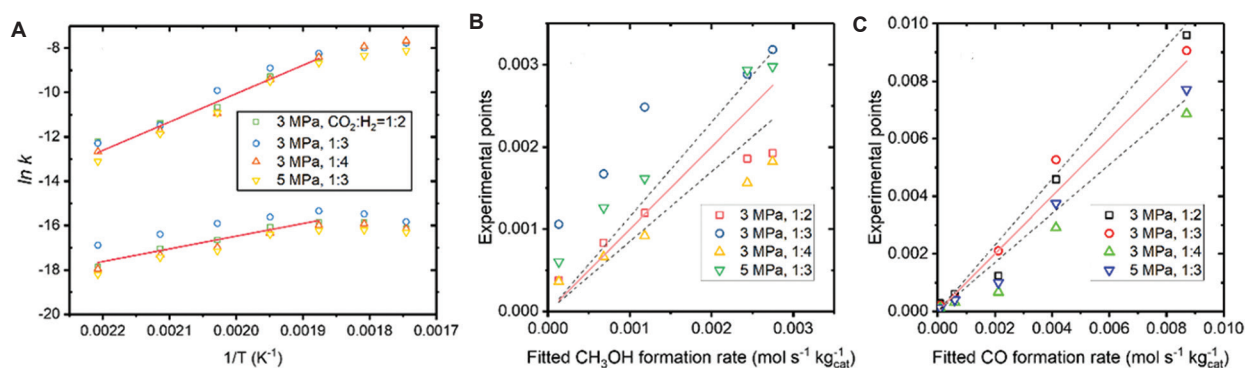 A
ln k
-8
-10
-12
-14
-16
-18
-20
3 MPa, CO₂:H₂=1:2
3 MPa, 1:3
3 MPa, 1:4
5 MPa, 1:3
0.0022 0.0021 0.0020 0.0019 0.0018 0.0017
1/T (K⁻¹)
B
Experimental points
0.003
0.002
0.001
0.000
3 MPa, 1:2
3 MPa, 1:3
3 MPa, 1:4
5 MPa, 1:3
0.000 0.001 0.002 0.003
Fitted CH₃OH formation rate (mol s⁻¹ kg⁻¹cat)
C
Experimental points
0.010
0.008
0.006
0.004
0.002
0.000
3 MPa, 1:2
3 MPa, 1:3
3 MPa, 1:4
5 MPa, 1:3
0.000 0.002 0.004 0.006 0.008 0.010
Fitted CO formation rate (mol s⁻¹ kg⁻¹cat)